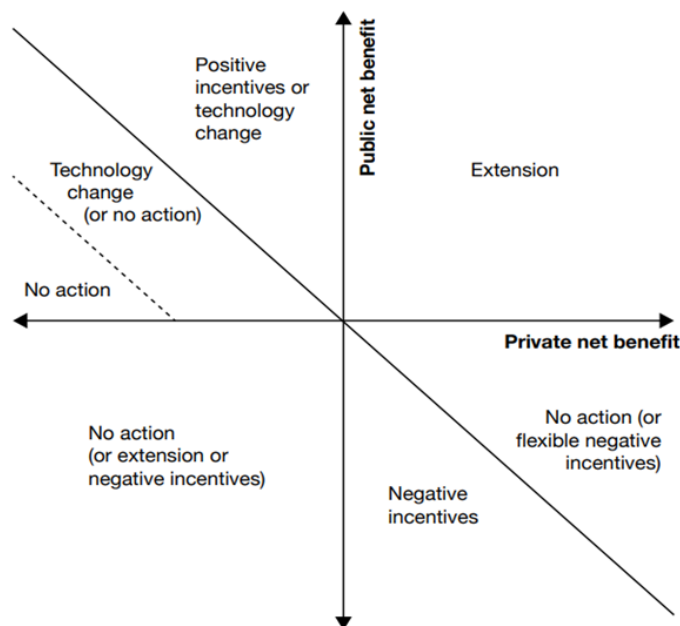 Public net benefit
Positive
incentives or
technology
change
Technology
change
(or no action)
Extension
No action
Private net benefit
No action
(or extension or
negative incentives)
No action (or
flexible negative
incentives)
Negative
incentives